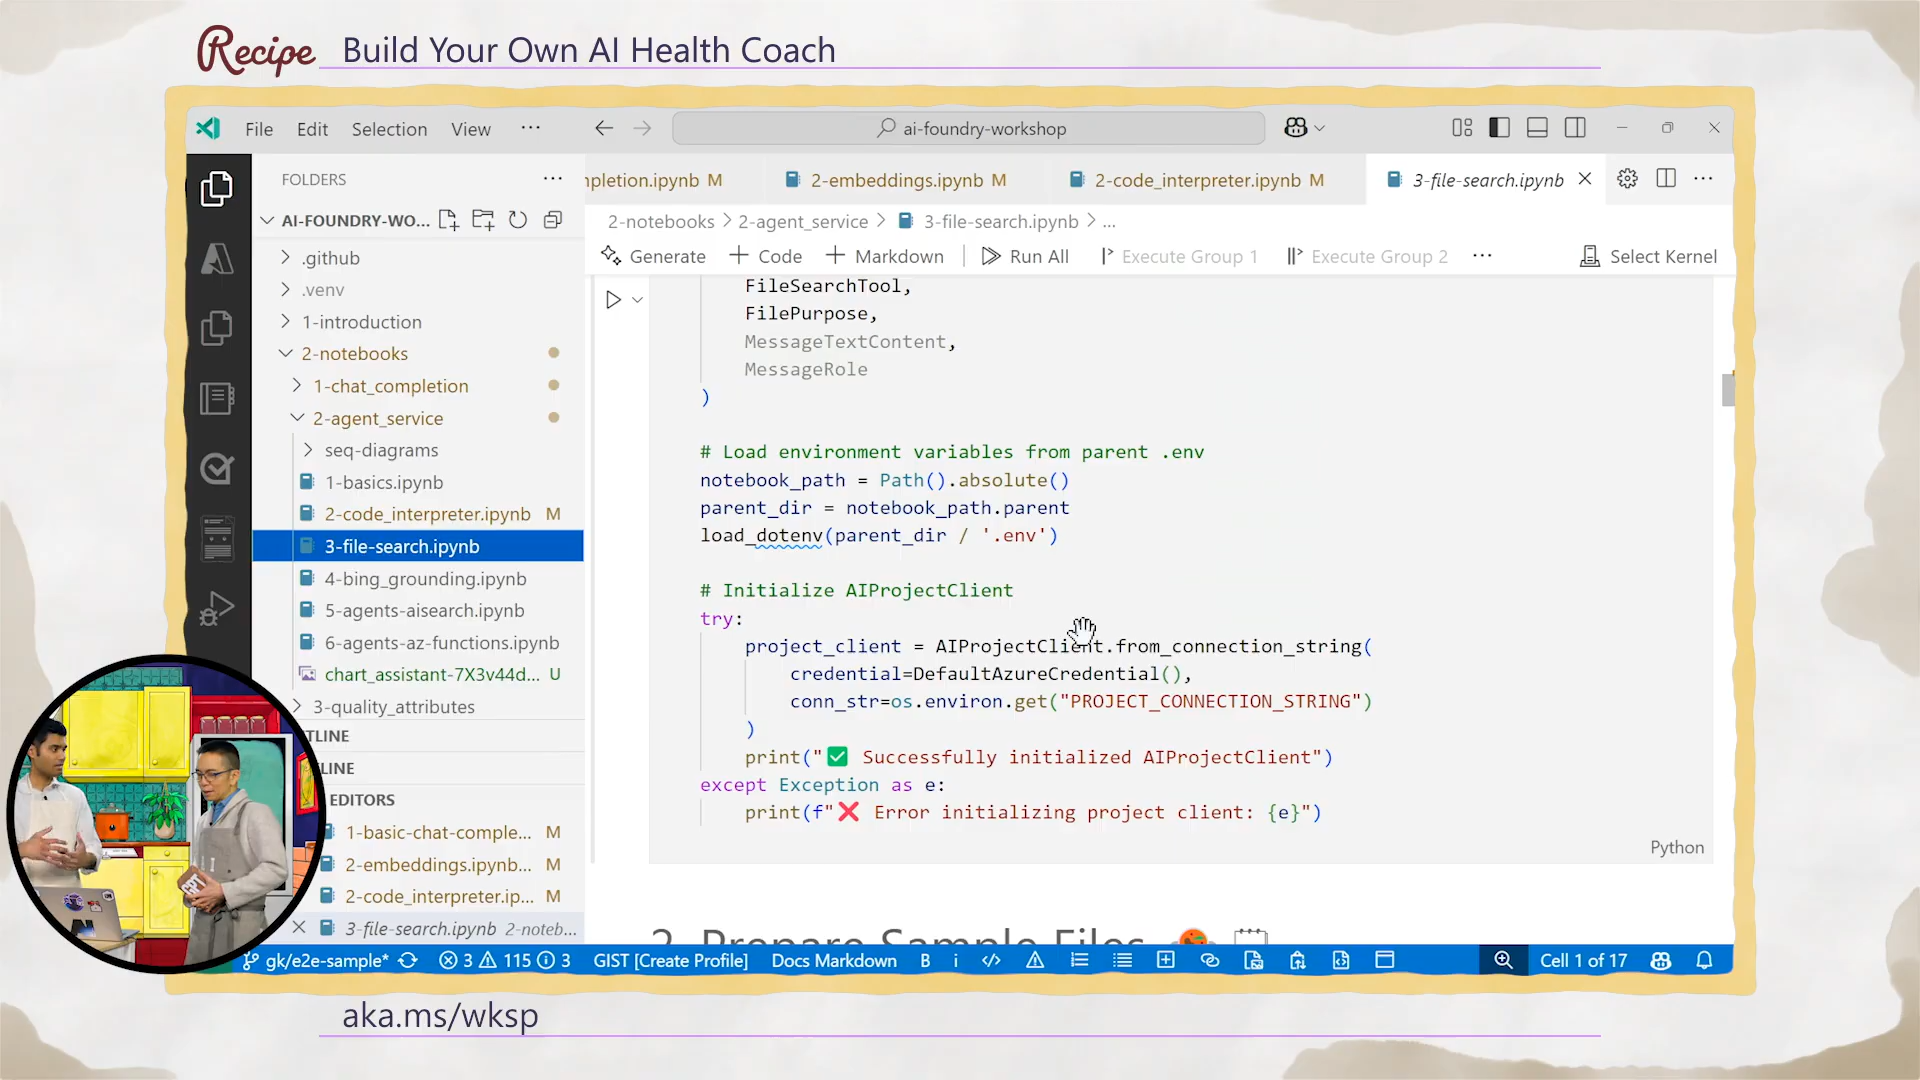 Recipe Build Your Own AI Health Coach
File Edit Selection View ··· ai-foundry-workshop
FOLDERS ···
AI-FOUNDRY-WO...
.github
.venv
1-introduction
2-notebooks
1-chat_completion
2-agent_service
seq-diagrams
1-basics.ipynb
2-code_interpreter.ipynb M
3-file-search.ipynb
4-bing_grounding.ipynb
5-agents-aisearch.ipynb
6-agents-az-functions.ipynb
chart_assistant-7X3v44d... U
3-quality_attributes
TLINE
LINE
EDITORS
1-basic-chat-comple... M
2-embeddings.ipynb... M
2-code_interpreter.ip... M
3-file-search.ipynb 2-noteb...
npletion.ipynb M 2-embeddings.ipynb M 2-code_interpreter.ipynb M 3-file-search.ipynb ···
2-notebooks > 2-agent_service > 3-file-search.ipynb > ...
Generate + Code + Markdown Run All Execute Group 1 Execute Group 2 ··· Select Kernel
FileSearchTool,
FilePurpose,
MessageTextContent,
MessageRole
)
# Load environment variables from parent .env
notebook_path = Path().absolute()
parent_dir = notebook_path.parent
load_dotenv(parent_dir / '.env')
# Initialize AIProjectClient
try:
project_client = AIProjectClient.from_connection_string(
credential=DefaultAzureCredential(),
conn_str=os.environ.get("PROJECT_CONNECTION_STRING")
)
print("✅ Successfully initialized AIProjectClient")
except Exception as e:
print(f"❌ Error initializing project client: {e}")
Python
2. Prepare Sample Files
gk/e2e-sample* 3 115 3 GIST [Create Profile] Docs Markdown B i Cell 1 of 17
aka.ms/wksp